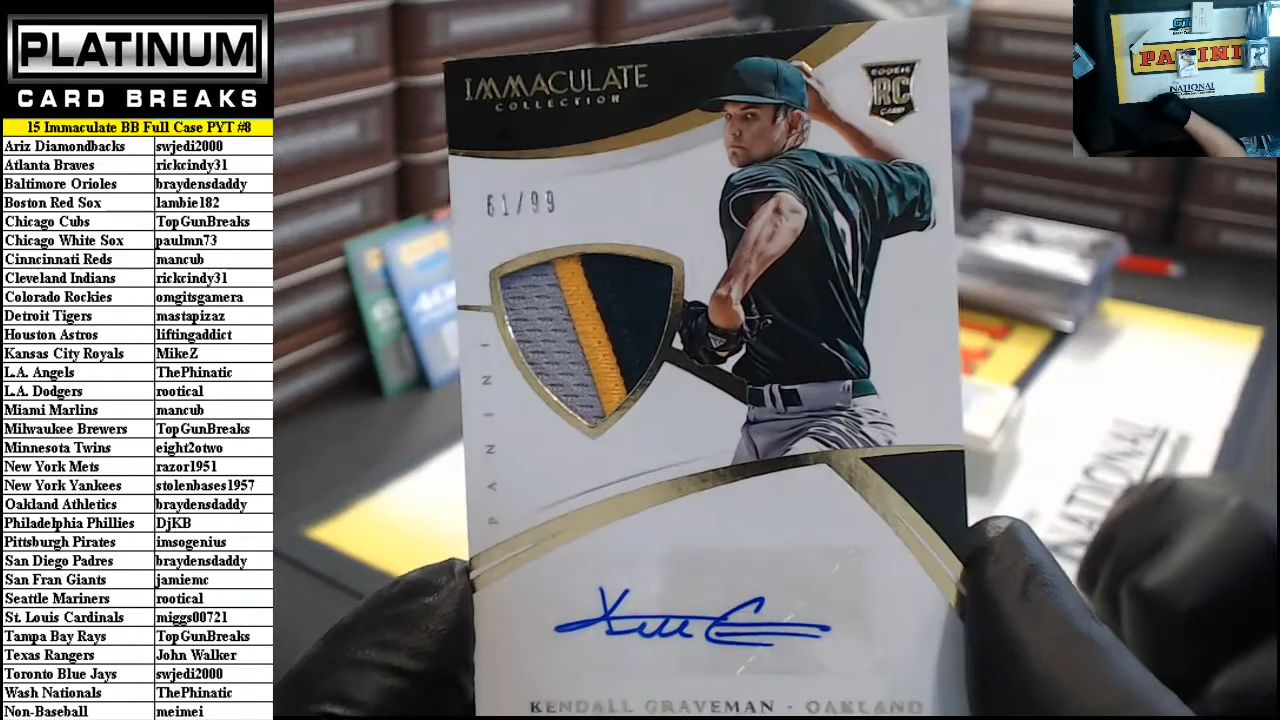 PLATINUM
CARD BREAKS
15 Immaculate BB Full Case PYT #8
Ariz Diamondbacks swjedi2000
Atlanta Braves rickcindy31
Baltimore Orioles braydensdaddy
Boston Red Sox lambie182
Chicago Cubs TopGunBreaks
Chicago White Sox paulmn73
Cinncinnati Reds mancub
Cleveland Indians rickcindy31
Colorado Rockies omgitsgamera
Detroit Tigers mastapizaz
Houston Astros liftingaddict
Kansas City Royals MikeZ
L.A. Angels ThePhinatic
L.A. Dodgers rootical
Miami Marlins mancub
Milwaukee Brewers TopGunBreaks
Minnesota Twins eight2otwo
New York Mets razor1951
New York Yankees stolenbases1957
Oakland Athletics braydensdaddy
Philadelphia Phillies DjKB
Pittsburgh Pirates imsogenius
San Diego Padres braydensdaddy
San Fran Giants jamiemc
Seattle Mariners rootical
St. Louis Cardinals miggs00721
Tampa Bay Rays TopGunBreaks
Texas Rangers John Walker
Toronto Blue Jays swjedi2000
Wash Nationals ThePhinatic
Non-Baseball meimei
IMMACULATE
COLLECTION
ROOKIE
RC
CARD
61/99
PANINI
KENDALL GRAVEMAN - OAKLAND
PANINI
NATIONAL
NATIONAL